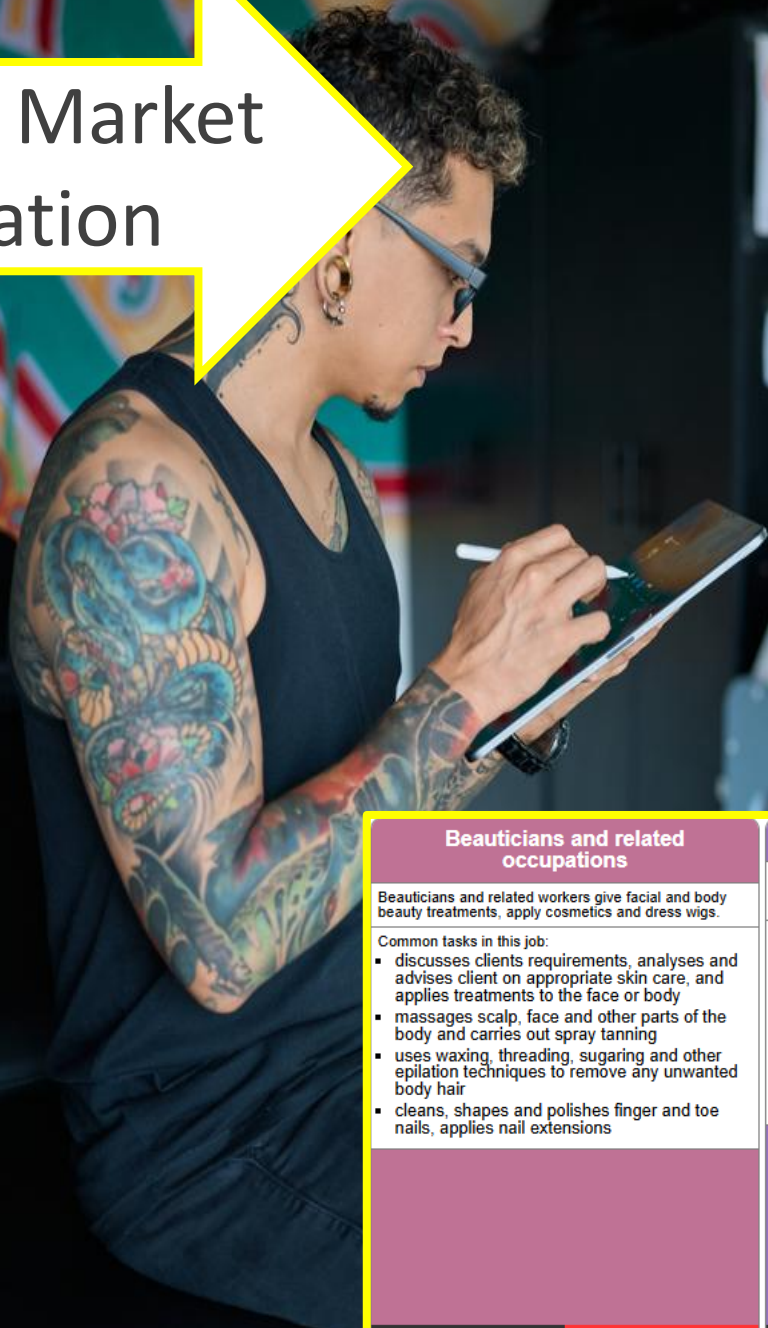 Market
ation
Beauticians and related
occupations
Beauticians and related workers give facial and body
beauty treatments, apply cosmetics and dress wigs.
Common tasks in this job:
▪ discusses clients requirements, analyses and
advises client on appropriate skin care, and
applies treatments to the face or body
▪ massages scalp, face and other parts of the
body and carries out spray tanning
▪ uses waxing, threading, sugaring and other
epilation techniques to remove any unwanted
body hair
▪ cleans, shapes and polishes finger and toe
nails, applies nail extensions